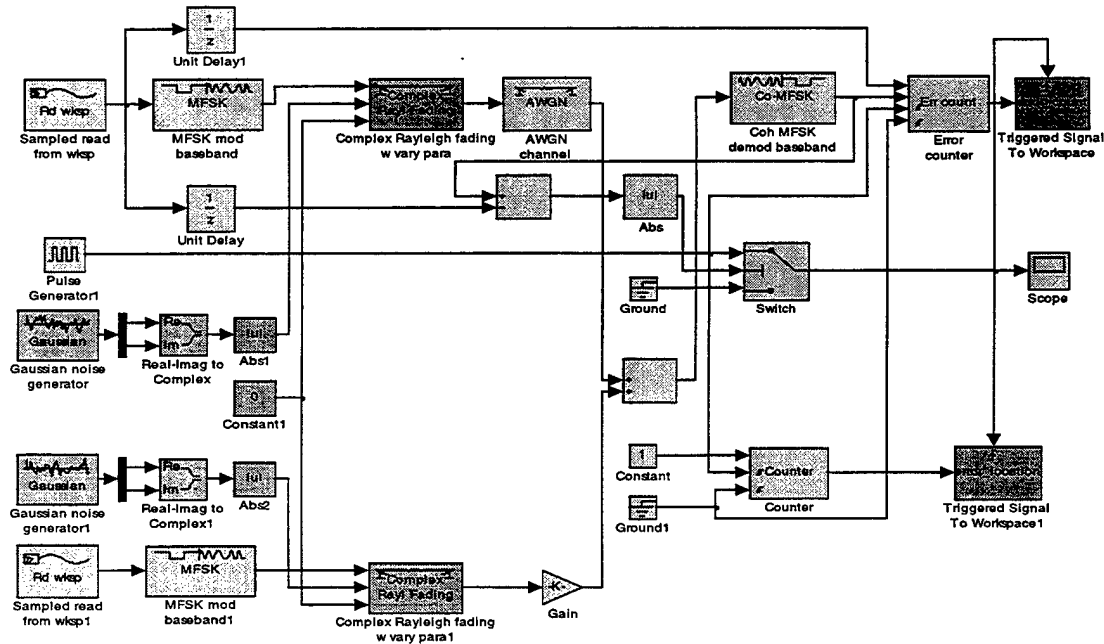 1
z
Unit Delay1
Rd wksp
Sampled read
from wksp
MFSK
MFSK mod
baseband
Complex
Complex Rayleigh fading
w vary para
AWGN
AWGN
channel
Co-MFSK
Coh MFSK
demod baseband
Err count
Error
counter
Triggered Signal
To Workspace
1
z
Unit Delay
|u|
Abs
Pulse
Generator1
Ground
Switch
Scope
Gaussian
Gaussian noise
generator
Re
Im
Real-Imag to
Complex
|u|
Abs1
0
Constant1
Gaussian
Gaussian noise
generator1
Re
Im
Real-Imag to
Complex1
|u|
Abs2
1
Constant
Ground1
Counter
Counter
Triggered Signal
To Workspace1
Rd wksp
Sampled read
from wksp1
MFSK
MFSK mod
baseband1
Complex
Rayl Fading
Complex Rayleigh fading
w vary para1
-K-
Gain